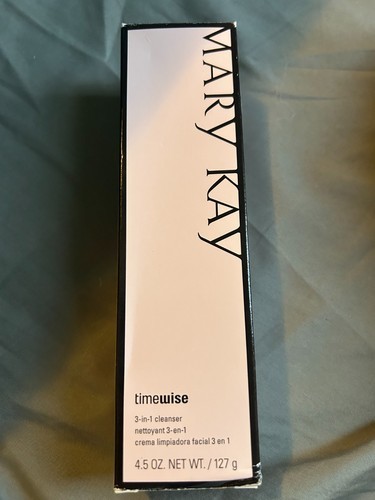 MARY KAY
timewise
3-in-1 cleanser
nettoyant 3-en-1
crema limpiadora facial 3 en 1
4.5 OZ. NET WT. / 127 g